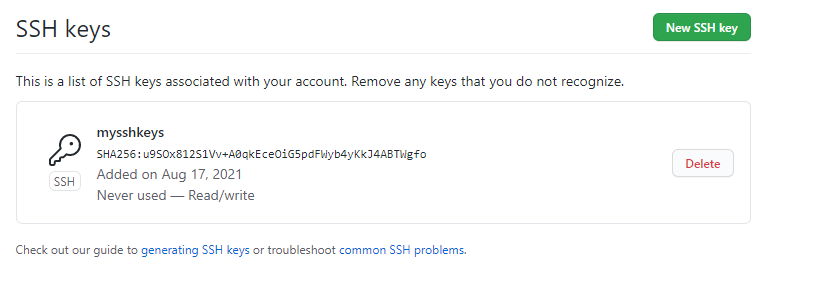 SSH keys
New SSH key
This is a list of SSH keys associated with your account. Remove any keys that you do not recognize.
mysshkeys
SHA256:u9SOx812S1Vv+A0qkEceOiG5pdFWyb4yKkJ4ABTWgfo
Added on Aug 17, 2021
Never used — Read/write
SSH
Delete
Check out our guide to generating SSH keys or troubleshoot common SSH problems.